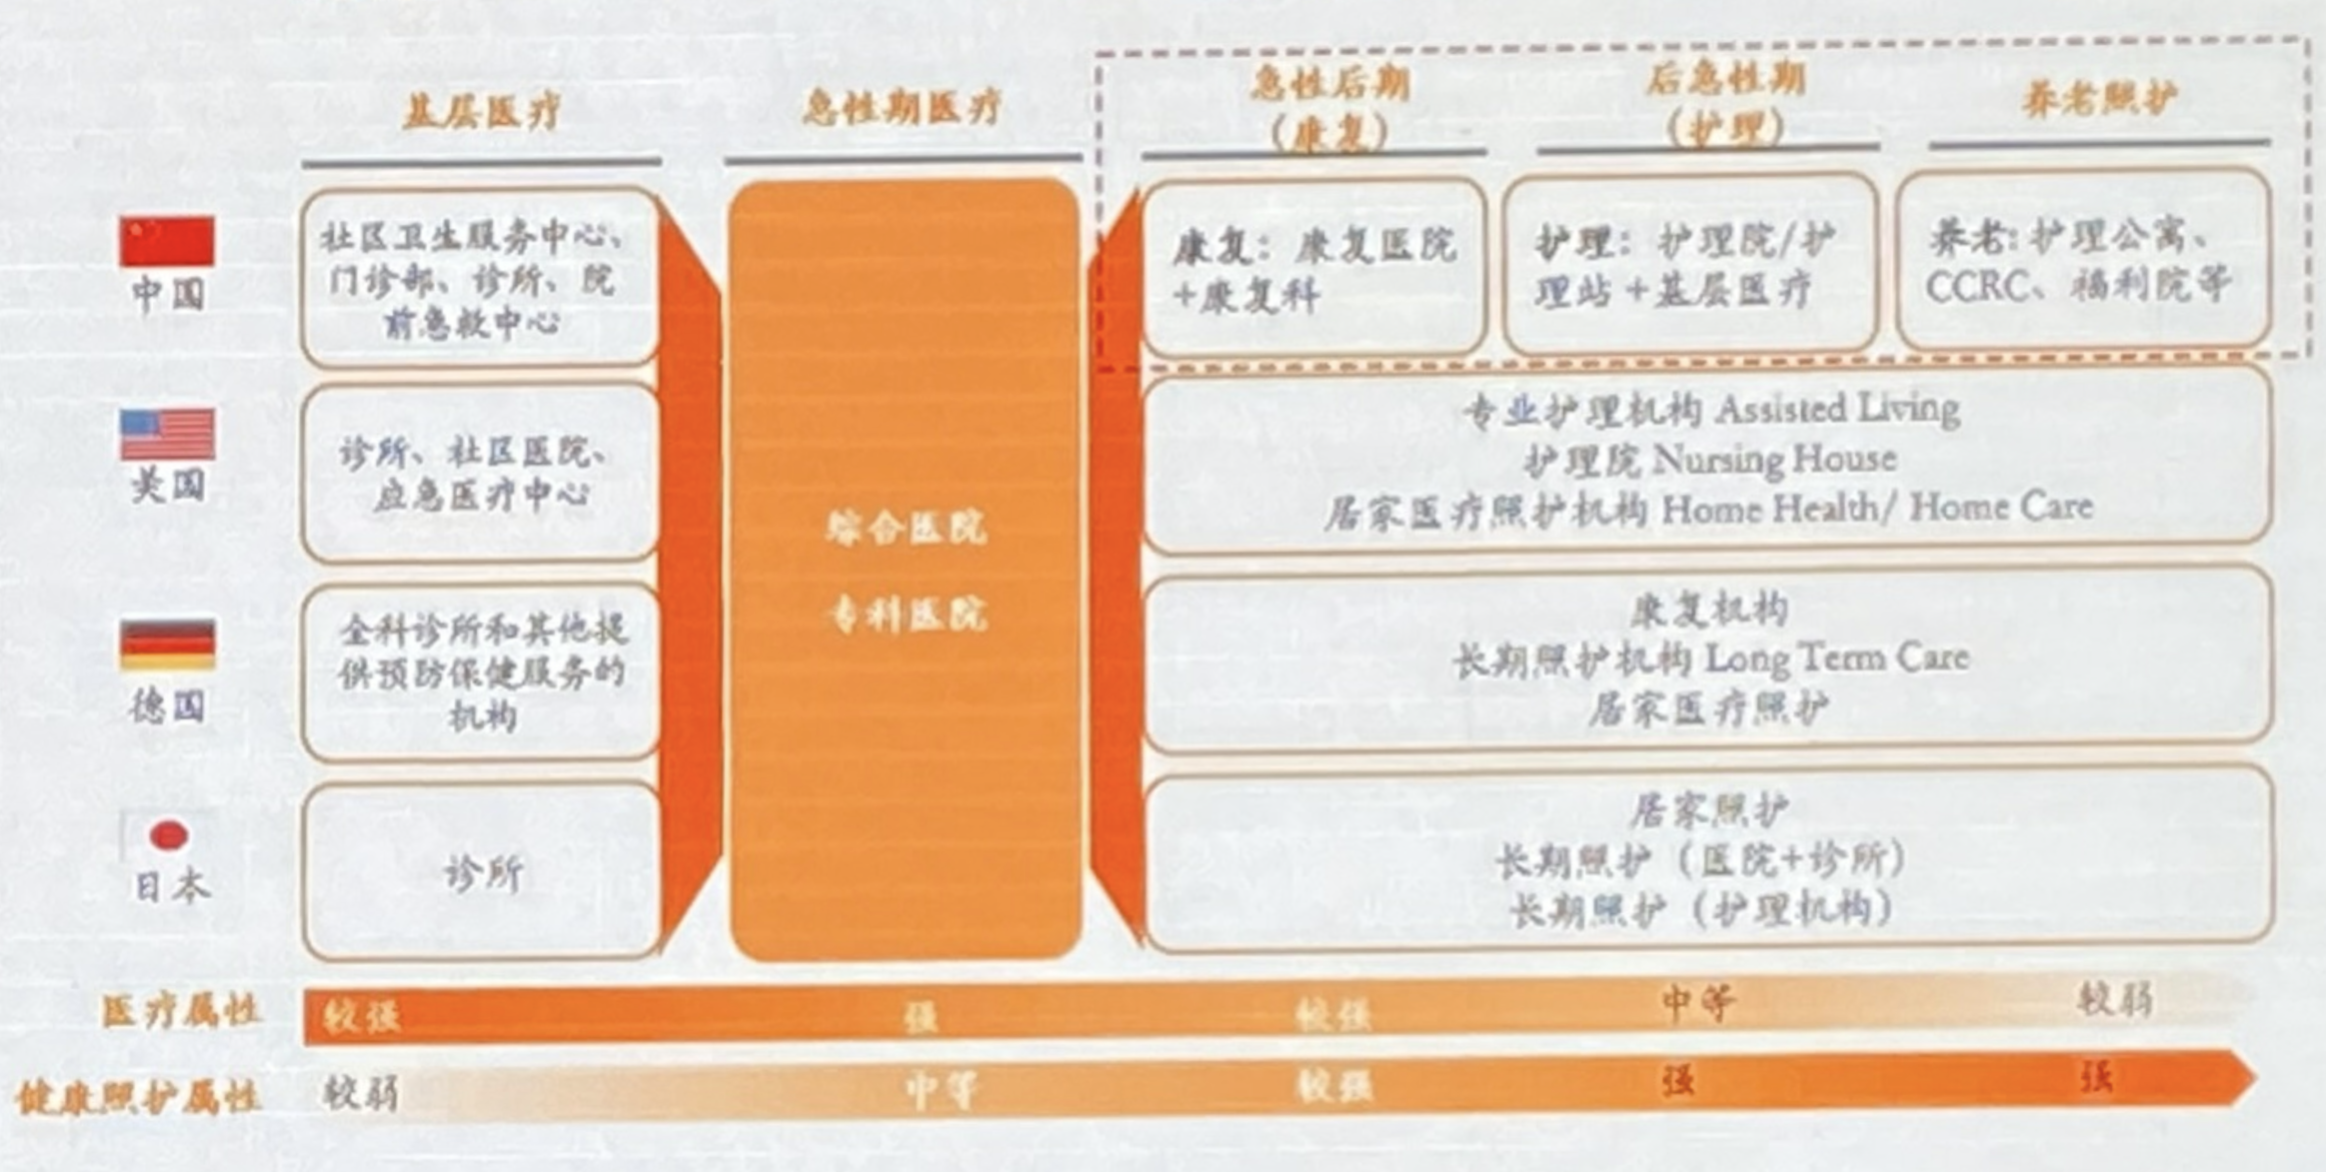 基层医疗
急性期医疗
急性后期
（康复）
后急性期
（护理）
养老照护
中国
社区卫生服务中心、
门诊部、诊所、院
前急救中心
康复：康复医院
+康复科
护理：护理院/护
理站+基层医疗
养老:护理公寓、
CCRC、福利院等
美国
诊所、社区医院、
应急医疗中心
综合医院
专科医院
专业护理机构 Assisted Living
护理院 Nursing House
居家医疗照护机构 Home Health/ Home Care
德国
全科诊所和其他提
供预防保健服务的
机构
康复机构
长期照护机构 Long Term Care
居家医疗照护
日本
诊所
居家照护
长期照护（医院+诊所）
长期照护（护理机构）
医疗属性
较强
强
较强
中等
较弱
健康照护属性
较弱
中等
较强
强
强